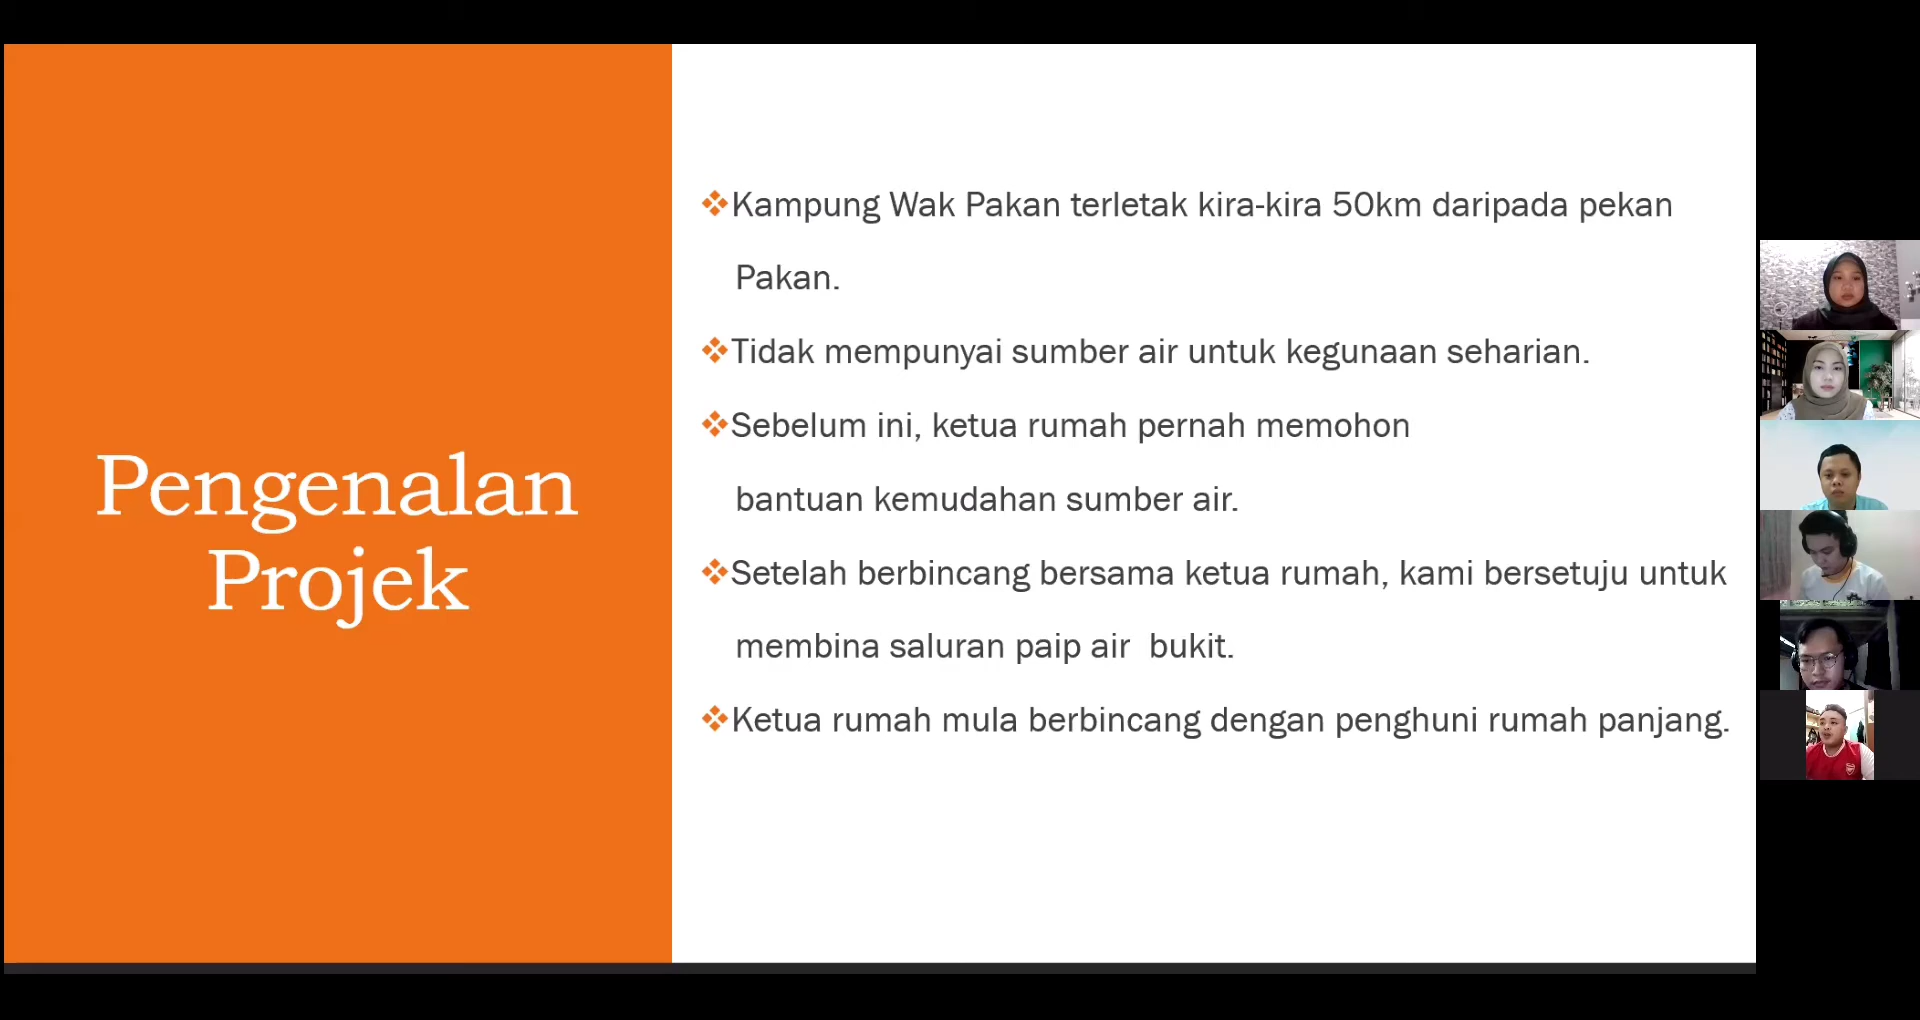 Pengenalan
Projek
❖Kampung Wak Pakan terletak kira-kira 50km daripada pekan
Pakan.
❖Tidak mempunyai sumber air untuk kegunaan seharian.
❖Sebelum ini, ketua rumah pernah memohon
bantuan kemudahan sumber air.
❖Setelah berbincang bersama ketua rumah, kami bersetuju untuk
membina saluran paip air  bukit.
❖Ketua rumah mula berbincang dengan penghuni rumah panjang.